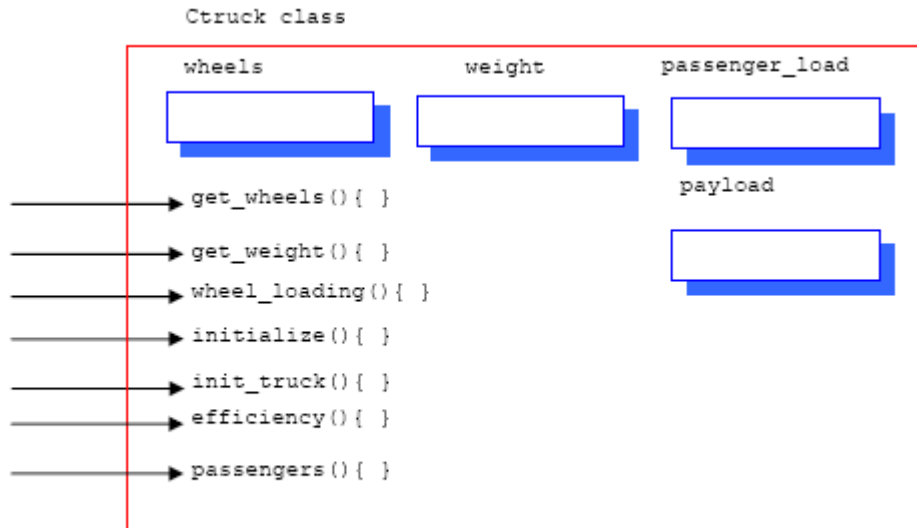 Ctruck class
wheels weight passenger_load
payload
get_wheels(){ }
get_weight(){ }
wheel_loading(){ }
initialize(){ }
init_truck(){ }
efficiency(){ }
passengers(){ }